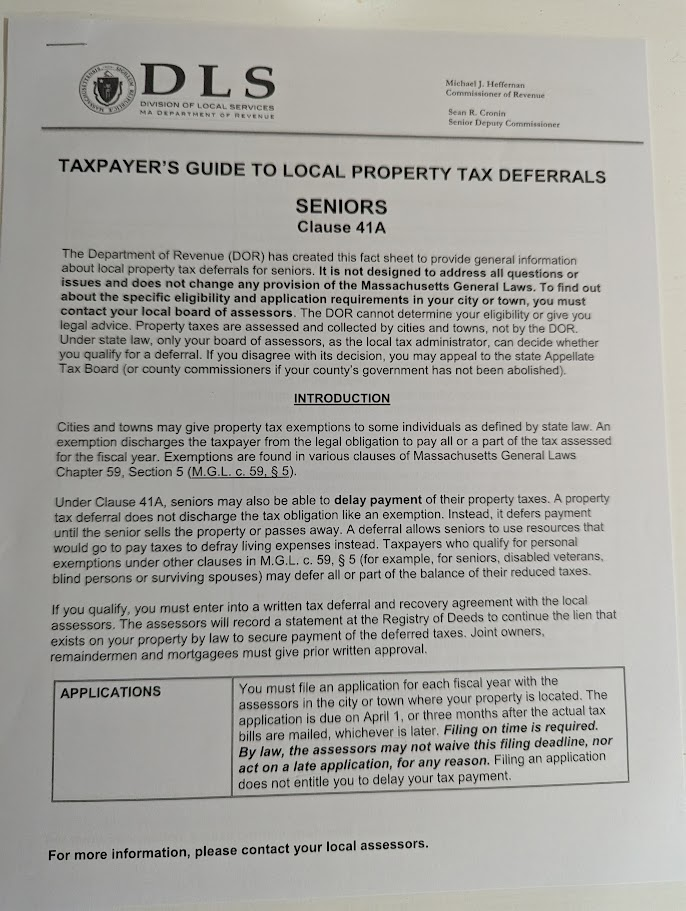 DLS
DIVISION OF LOCAL SERVICES
MA DEPARTMENT OF REVENUE
Michael J. Heffernan
Commissioner of Revenue
Sean R. Cronin
Senior Deputy Commissioner
TAXPAYER'S GUIDE TO LOCAL PROPERTY TAX DEFERRALS
SENIORS
Clause 41A
The Department of Revenue (DOR) has created this fact sheet to provide general information
about local property tax deferrals for seniors. It is not designed to address all questions or
issues and does not change any provision of the Massachusetts General Laws. To find out
about the specific eligibility and application requirements in your city or town, you must
contact your local board of assessors. The DOR cannot determine your eligibility or give you
legal advice. Property taxes are assessed and collected by cities and towns, not by the DOR.
Under state law, only your board of assessors, as the local tax administrator, can decide whether
you qualify for a deferral. If you disagree with its decision, you may appeal to the state Appellate
Tax Board (or county commissioners if your county's government has not been abolished).
INTRODUCTION
Cities and towns may give property tax exemptions to some individuals as defined by state law. An
exemption discharges the taxpayer from the legal obligation to pay all or a part of the tax assessed
for the fiscal year. Exemptions are found in various clauses of Massachusetts General Laws
Chapter 59, Section 5 (M.G.L. c. 59, § 5).
Under Clause 41A, seniors may also be able to delay payment of their property taxes. A property
tax deferral does not discharge the tax obligation like an exemption. Instead, it defers payment
until the senior sells the property or passes away. A deferral allows seniors to use resources that
would go to pay taxes to defray living expenses instead. Taxpayers who qualify for personal
exemptions under other clauses in M.G.L. c. 59, § 5 (for example, for seniors, disabled veterans,
blind persons or surviving spouses) may defer all or part of the balance of their reduced taxes.
If you qualify, you must enter into a written tax deferral and recovery agreement with the local
assessors. The assessors will record a statement at the Registry of Deeds to continue the lien that
exists on your property by law to secure payment of the deferred taxes. Joint owners,
remaindermen and mortgagees must give prior written approval.
APPLICATIONS
You must file an application for each fiscal year with the
assessors in the city or town where your property is located. The
application is due on April 1, or three months after the actual tax
bills are mailed, whichever is later. Filing on time is required.
By law, the assessors may not waive this filing deadline, nor
act on a late application, for any reason. Filing an application
does not entitle you to delay your tax payment.
For more information, please contact your local assessors.